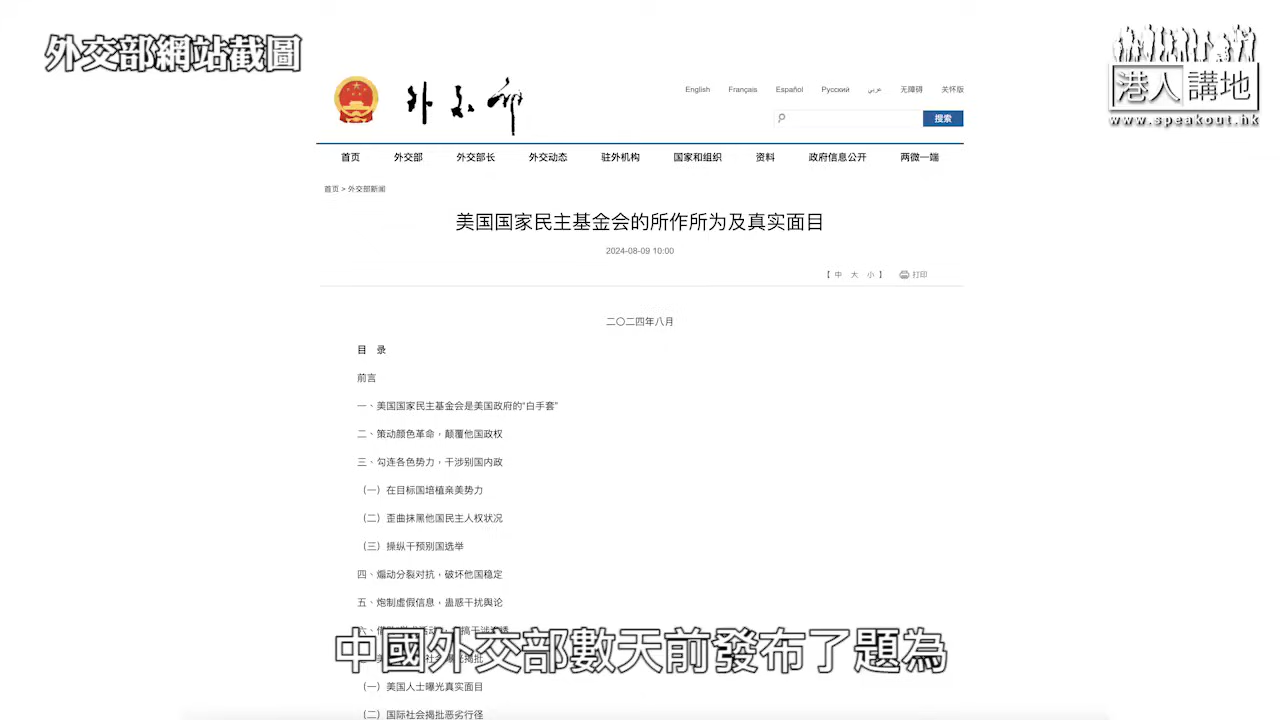 外交部網站截圖
港人講地
www.speakout.hk
外交部
English Français Español Русский عربي 无障碍 关怀版
搜索
首页 外交部 外交部长 外交动态 驻外机构 国家和组织 资料 政府信息公开 两微一端
首页 > 外交部新闻
美国国家民主基金会的所作所为及真实面目
2024-08-09 10:00
【 中 大 小 】 打印
二〇二四年八月
目 录
前言
一、美国国家民主基金会是美国政府的“白手套”
二、策动颜色革命，颠覆他国政权
三、勾连各色势力，干涉别国内政
（一）在目标国培植亲美势力
（二）歪曲抹黑他国民主人权状况
（三）操纵干预别国选举
四、煽动分裂对抗，破坏他国稳定
五、炮制虚假信息，蛊惑干扰舆论
中國外交部數天前發布了題為
（一）美国人士曝光真实面目
（二）国际社会揭批恶劣行径